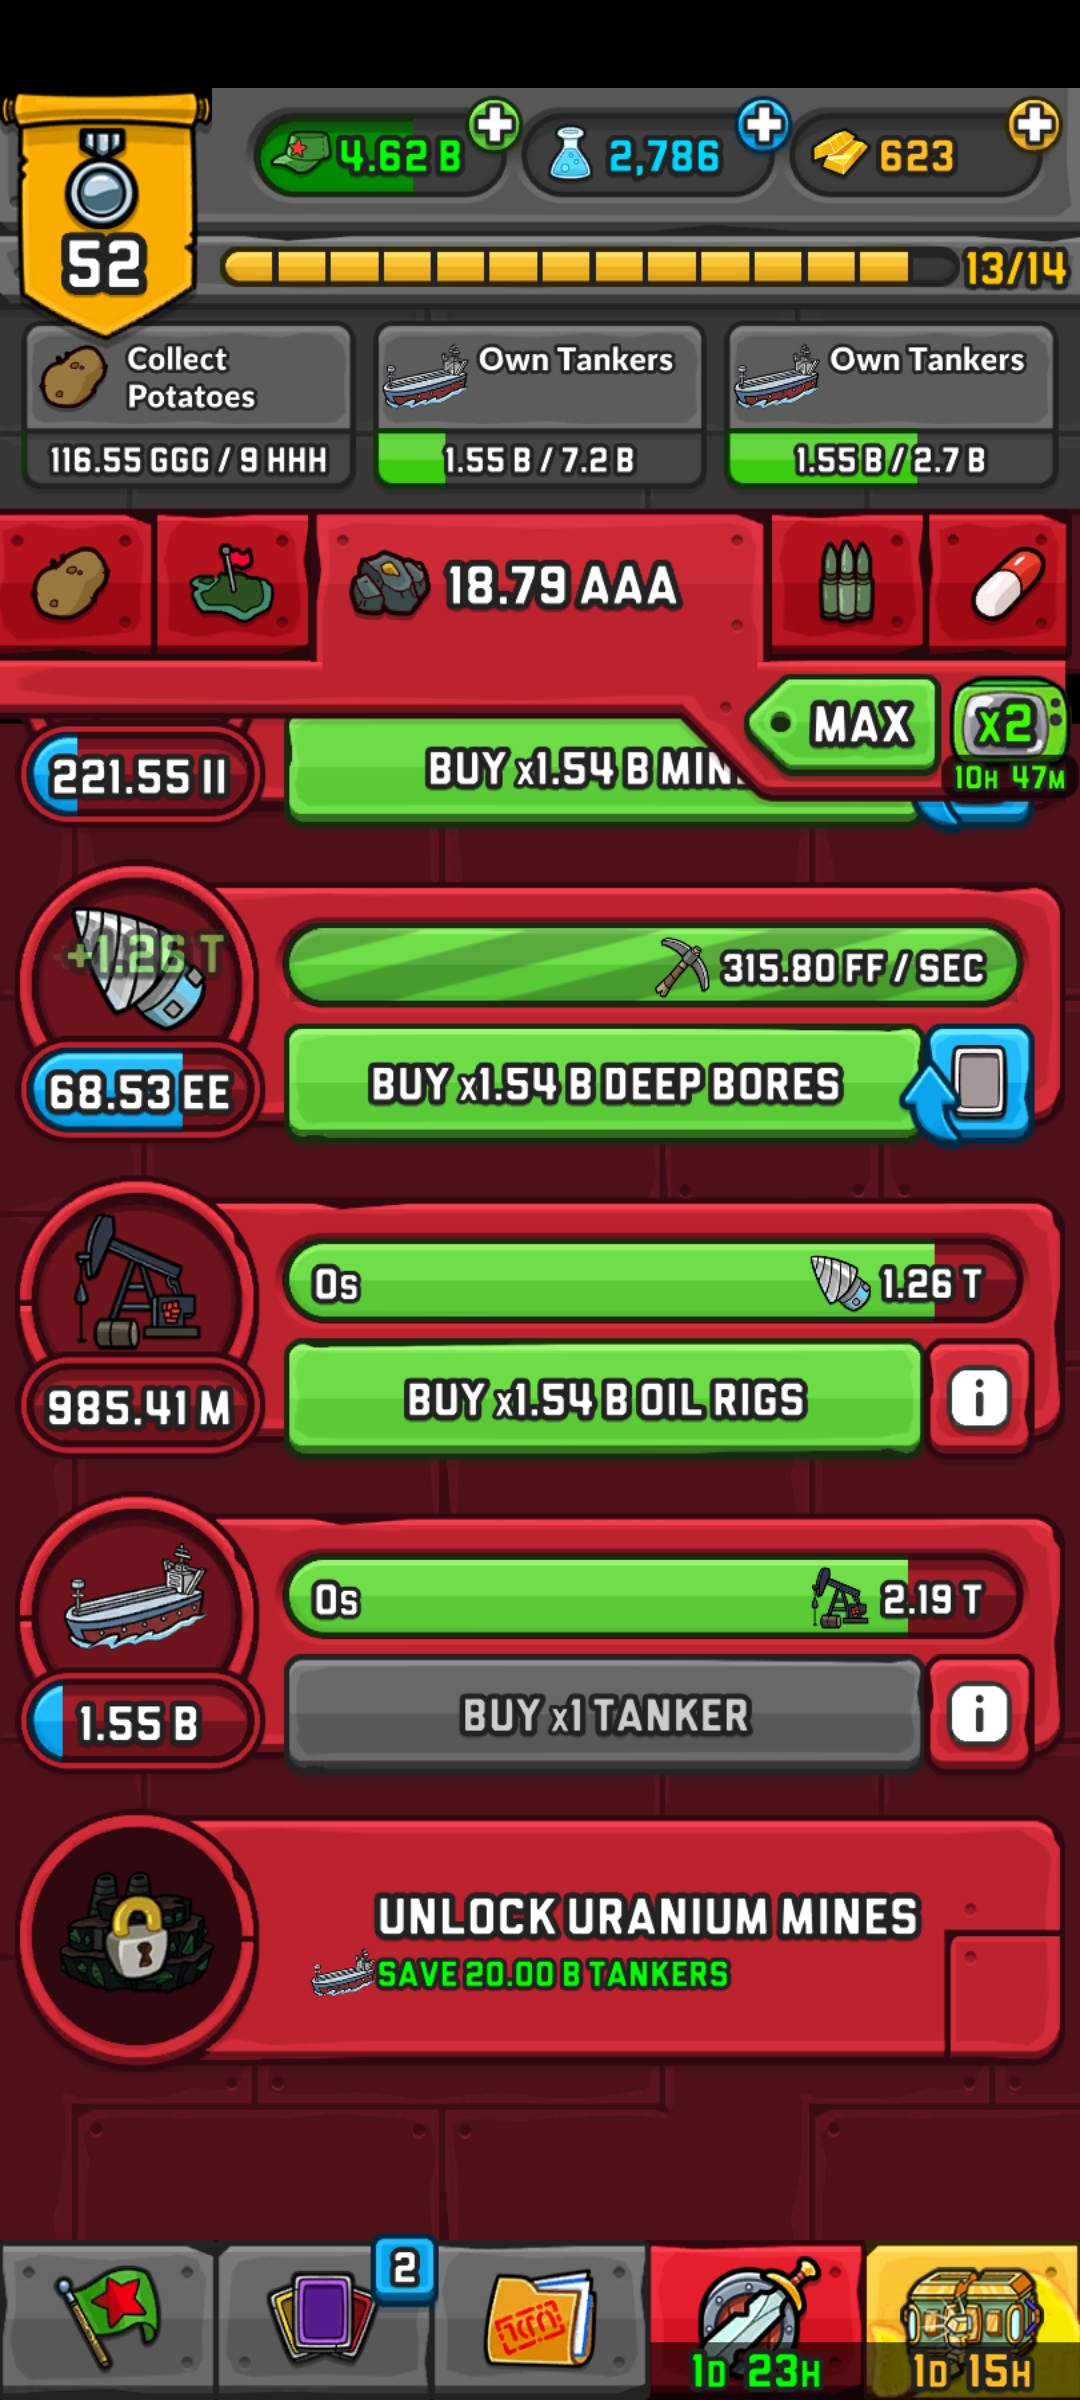 4.62 B
2,786
623
52
13/14
Collect
Potatoes
116.55 GGG / 9 HHH
Own Tankers
1.55 B / 7.2 B
Own Tankers
1.55 B / 2.7 B
18.79 AAA
MAX
x2
10H 47M
221.55 II
BUY x1.54 B MIN
+1.26 T
315.80 FF / SEC
68.53 EE
BUY x1.54 B DEEP BORES
0s
1.26 T
985.41 M
BUY x1.54 B OIL RIGS
i
0s
2.19 T
1.55 B
BUY x1 TANKER
i
UNLOCK URANIUM MINES
SAVE 20.00 B TANKERS
2
1D 23H
1D 15H